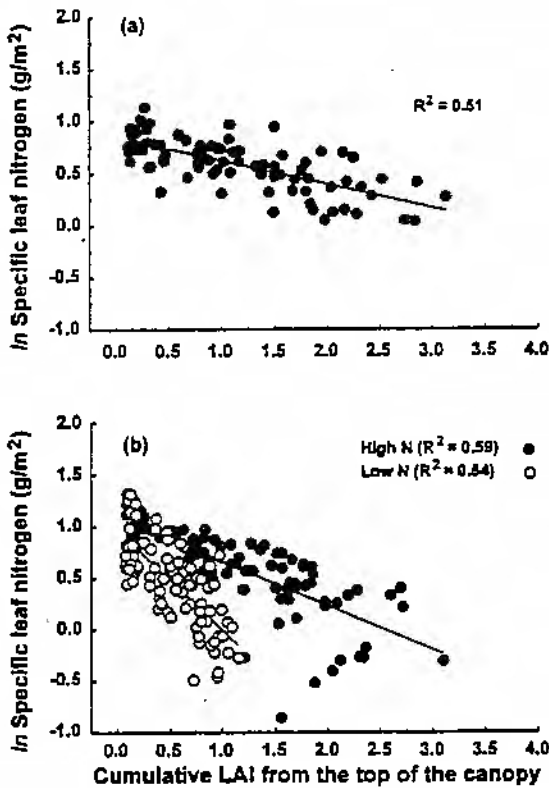 (a)
ln Specific leaf nitrogen (g/m²)
2.0
1.5
1.0
0.5
0.0
-0.5
-1.0
R² = 0.51
0.0 0.5 1.0 1.5 2.0 2.5 3.0 3.5 4.0
(b)
ln Specific leaf nitrogen (g/m²)
2.0
1.5
1.0
0.5
0.0
-0.5
-1.0
High N (R² = 0.59)
Low N (R² = 0.54)
0.0 0.5 1.0 1.5 2.0 2.5 3.0 3.5 4.0
Cumulative LAI from the top of the canopy